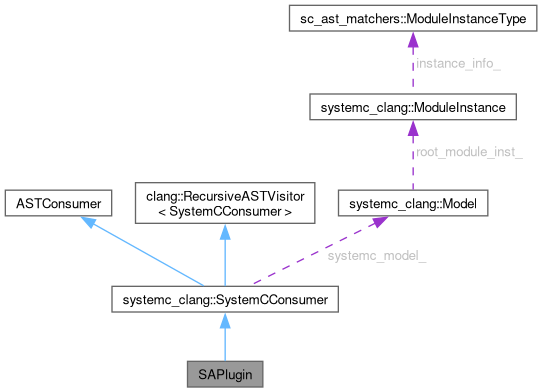 sc_ast_matchers::ModuleInstanceType
instance_info_
systemc_clang::ModuleInstance
root_module_inst_
ASTConsumer
clang::RecursiveASTVisitor
< SystemCConsumer >
systemc_clang::Model
systemc_model_
systemc_clang::SystemCConsumer
SAPlugin